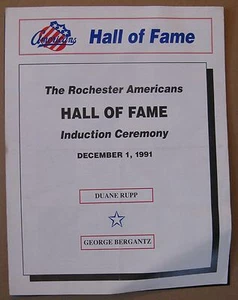 Americans Hall of Fame
The Rochester Americans
HALL OF FAME
Induction Ceremony
DECEMBER 1, 1991
DUANE RUPP
GEORGE BERGANTZ